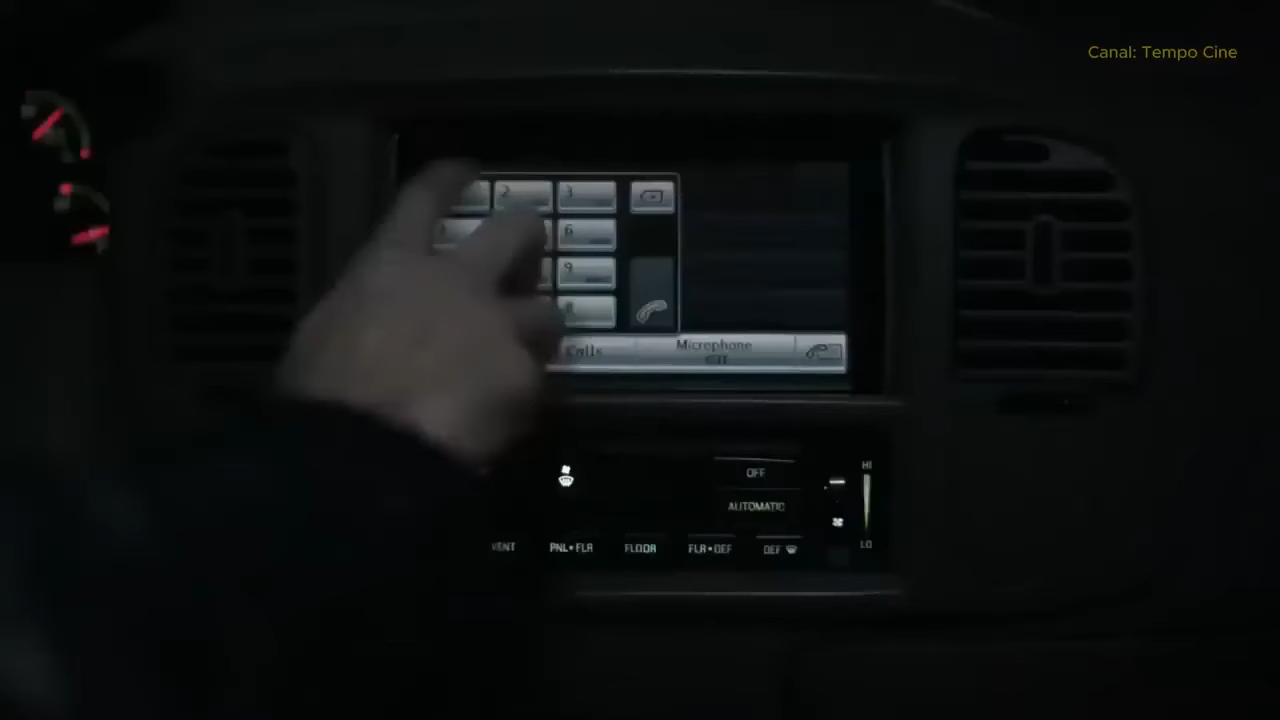 Canal: Tempo Cine
2
3
6
9
Calls
Microphone
OFF
HI
AUTOMATIC
VENT
PNL•FLR
FLOOR
FLR•DEF
DEF
LO